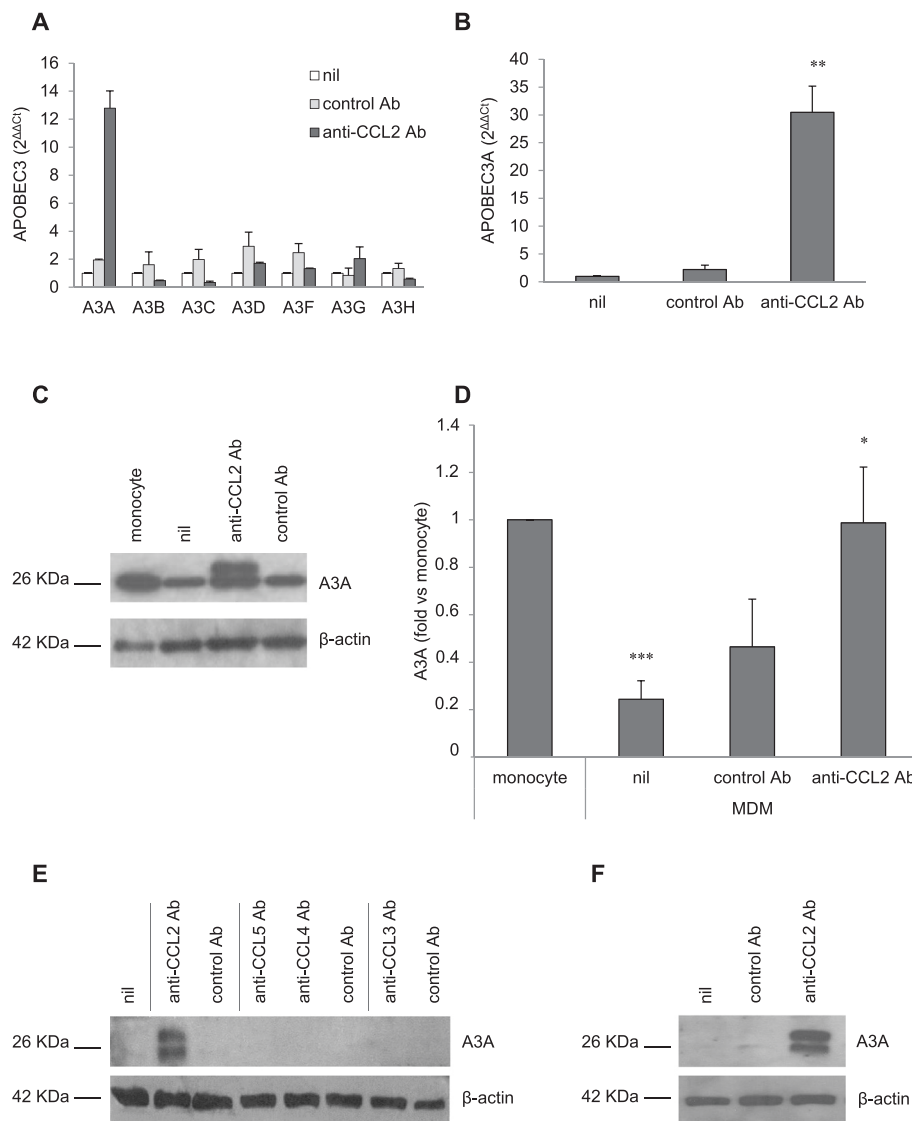 A
APOBEC3 (2^ΔΔCt)
16
14
12
10
8
6
4
2
0
nil
control Ab
anti-CCL2 Ab
A3A A3B A3C A3D A3F A3G A3H
B
APOBEC3A (2^ΔΔCt)
40
35
30
25
20
15
10
5
0
**
nil control Ab anti-CCL2 Ab
C
monocyte
nil
anti-CCL2 Ab
control Ab
26 KDa
A3A
42 KDa
β-actin
D
A3A (fold vs monocyte)
1.4
1.2
1
0.8
0.6
0.4
0.2
0
***
*
monocyte nil control Ab anti-CCL2 Ab
MDM
E
nil
anti-CCL2 Ab
control Ab
anti-CCL5 Ab
anti-CCL4 Ab
control Ab
anti-CCL3 Ab
control Ab
26 KDa
A3A
42 KDa
β-actin
F
nil
control Ab
anti-CCL2 Ab
26 KDa
A3A
42 KDa
β-actin